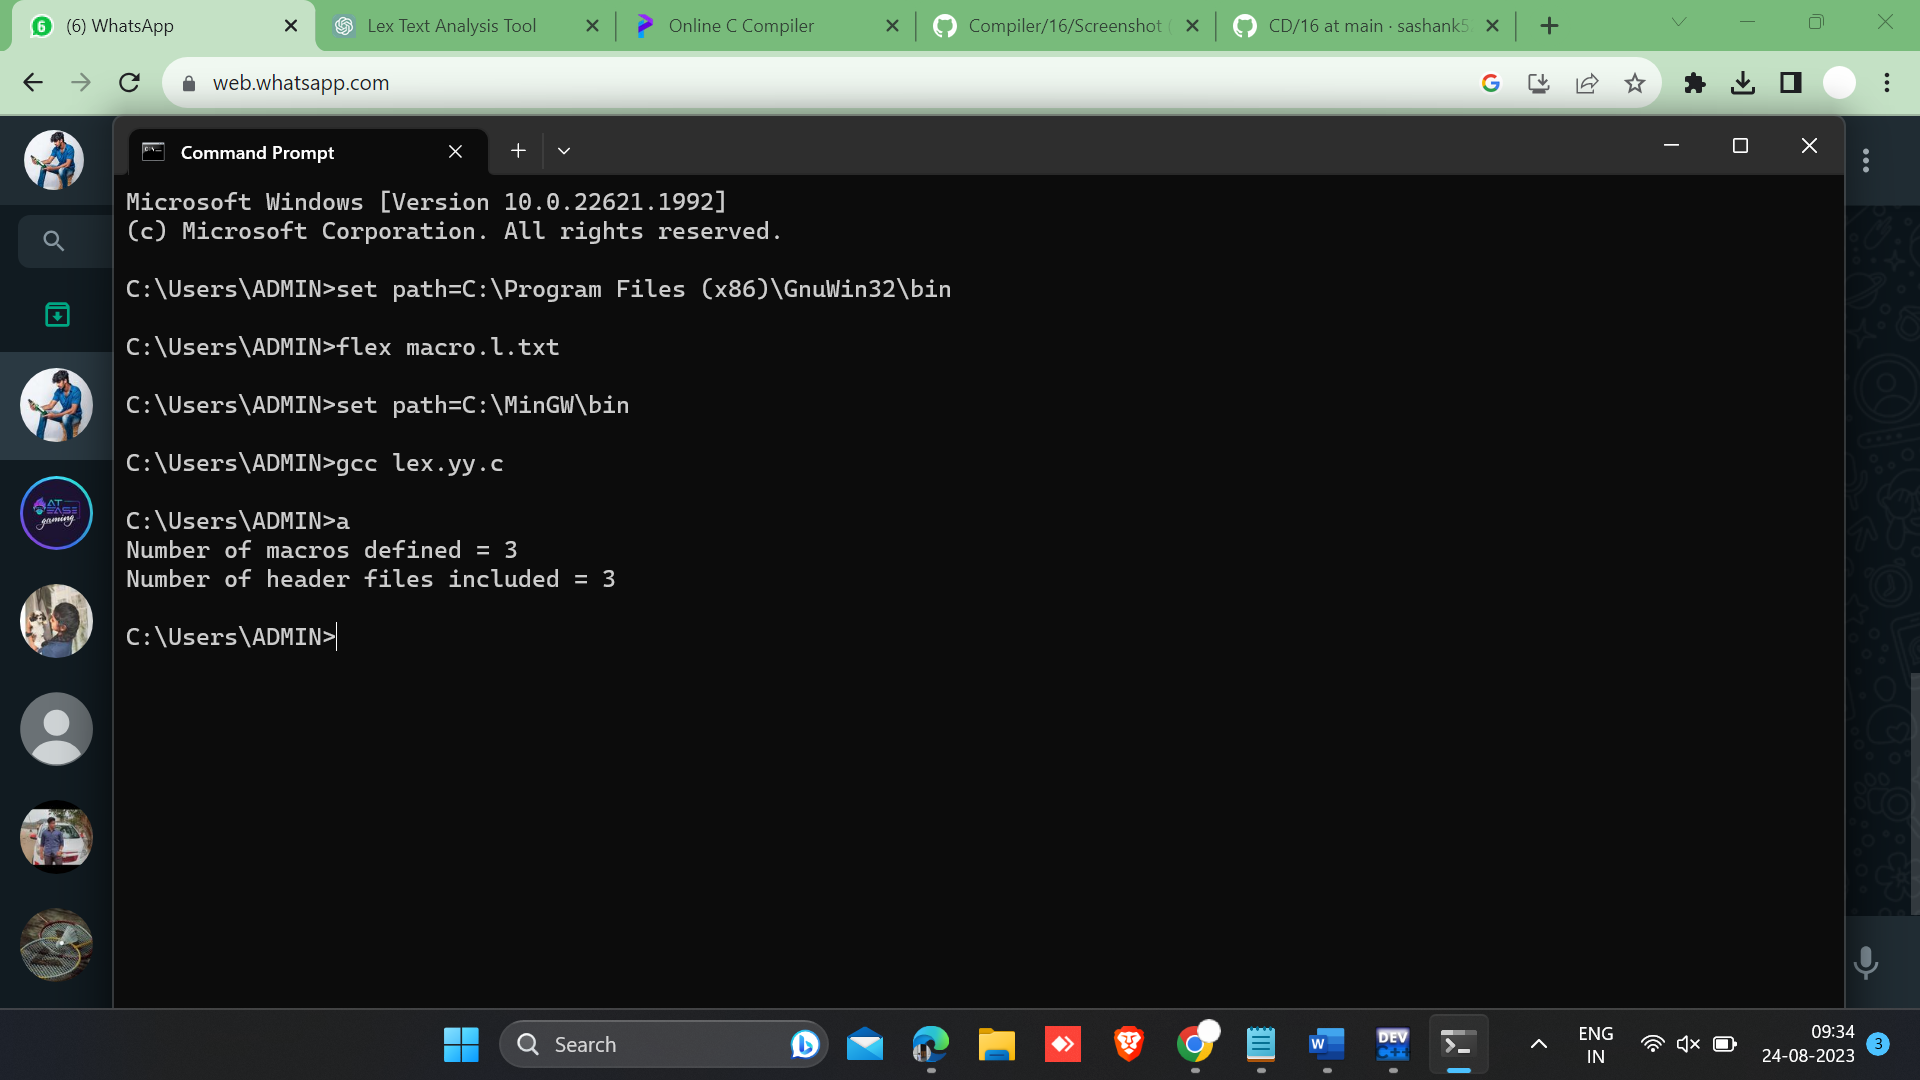 (6) WhatsApp
Lex Text Analysis Tool
Online C Compiler
Compiler/16/Screenshot (
CD/16 at main · sashank5
web.whatsapp.com
Command Prompt
Microsoft Windows [Version 10.0.22621.1992]
(c) Microsoft Corporation. All rights reserved.
C:\Users\ADMIN>set path=C:\Program Files (x86)\GnuWin32\bin
C:\Users\ADMIN>flex macro.l.txt
C:\Users\ADMIN>set path=C:\MinGW\bin
C:\Users\ADMIN>gcc lex.yy.c
C:\Users\ADMIN>a
Number of macros defined = 3
Number of header files included = 3
C:\Users\ADMIN>
AT
EASE
gaming
Search
DEV
C++
ENG
IN
09:34
24-08-2023
3